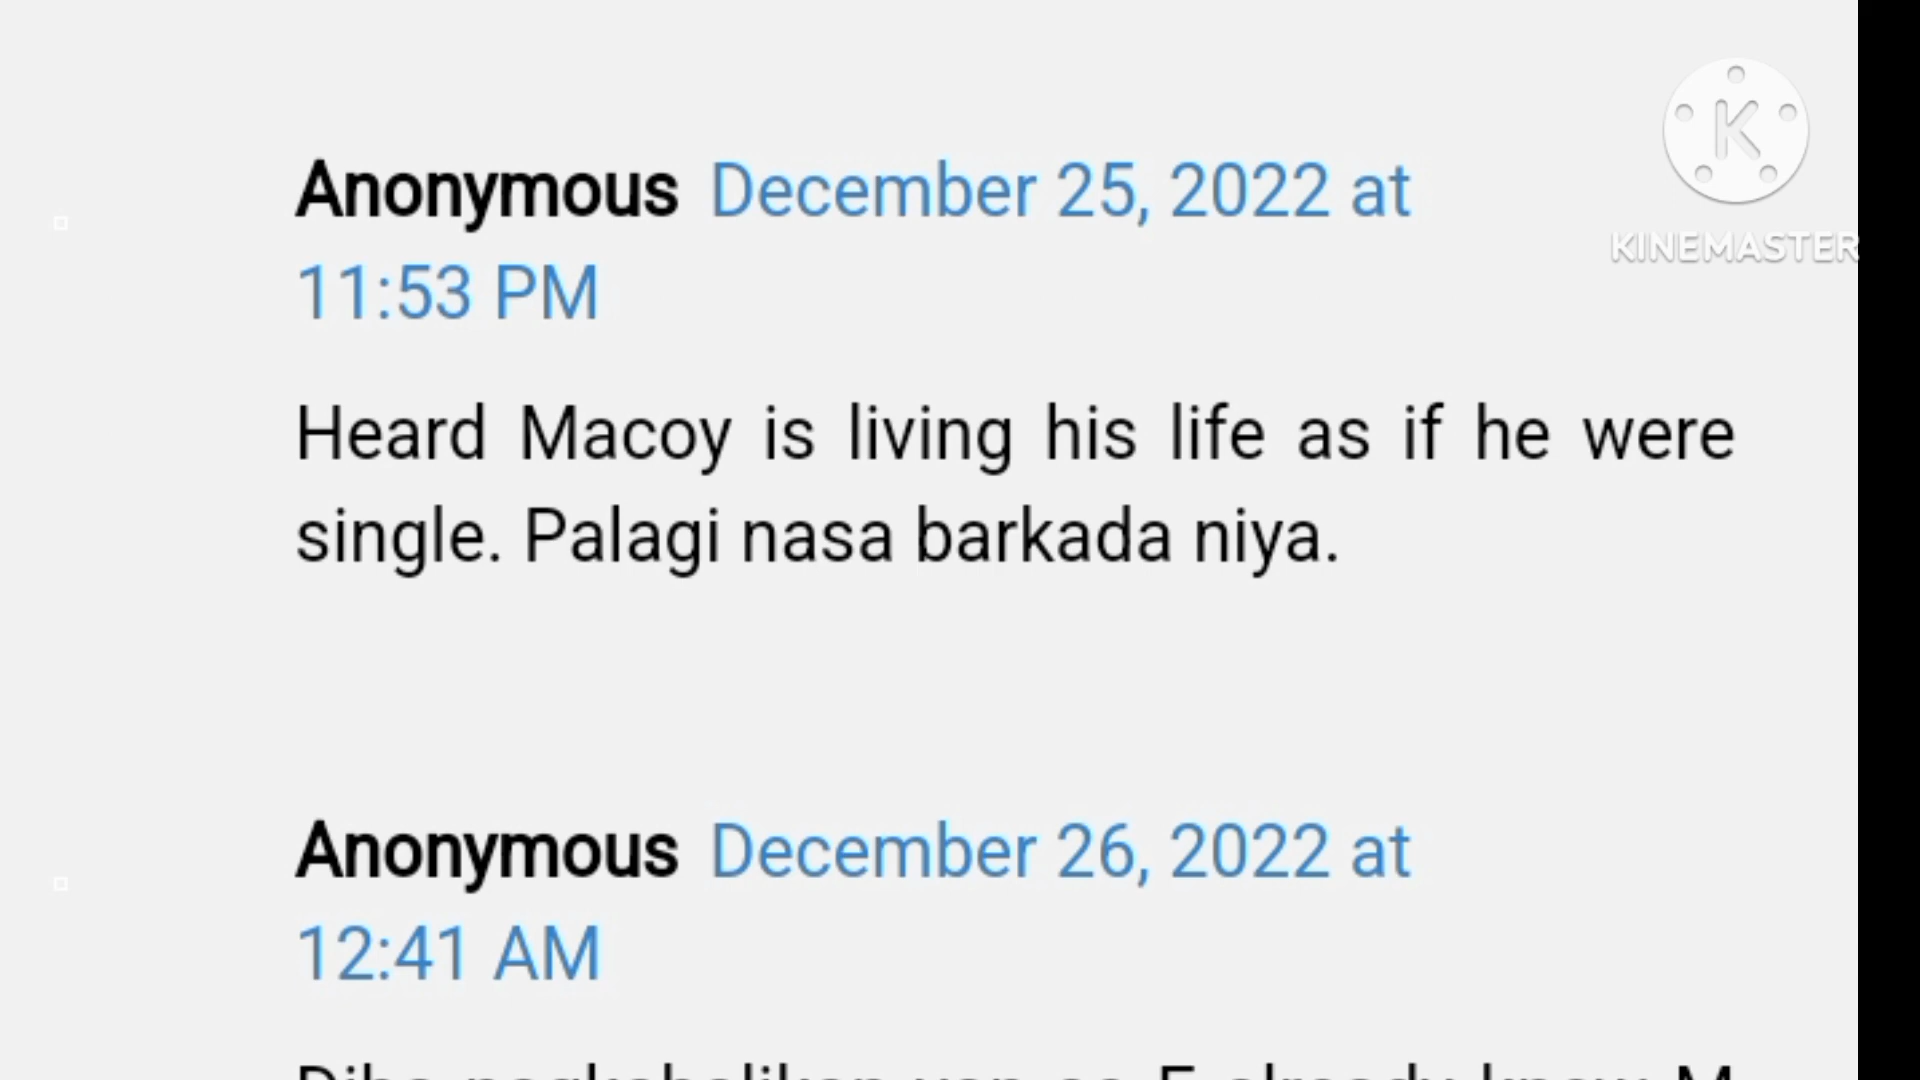 Anonymous December 25, 2022 at
11:53 PM
K
KINEMASTER
Heard Macoy is living his life as if he were
single. Palagi nasa barkada niya.
Anonymous December 26, 2022 at
12:41 AM